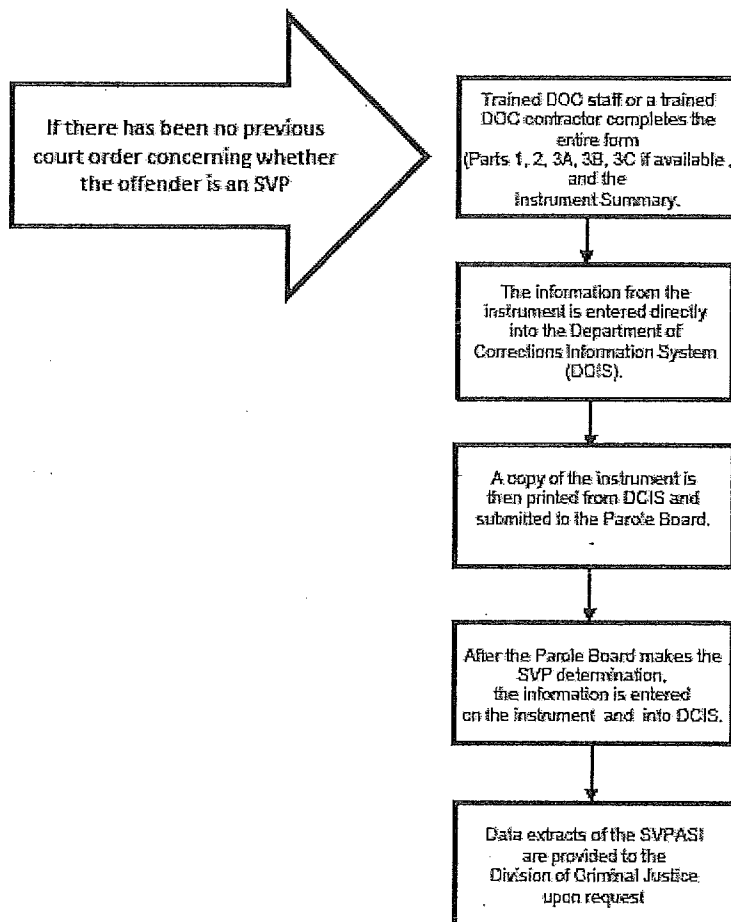 If there has been no previous
court order concerning whether
the offender is an SVP
Trained DOC staff or a trained
DOC contractor completes the
entire form
(Parts 1, 2, 3A, 3B, 3C if available ,
and the
Instrument Summary.
The information from the
instrument is entered directly
into the Department of
Corrections Information System
(DCIS).
A copy of the instrument is
then printed from DCIS and
submitted to the Parole Board.
After the Parole Board makes the
SVP determination,
the information is entered
on the instrument and into DCIS.
Data extracts of the SVPASI
are provided to the
Division of Criminal Justice
upon request